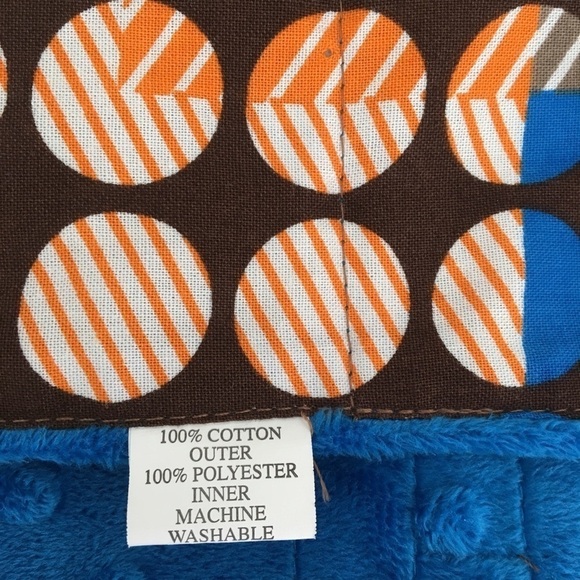 100% COTTON
OUTER
100% POLYESTER
INNER
MACHINE
WASHABLE